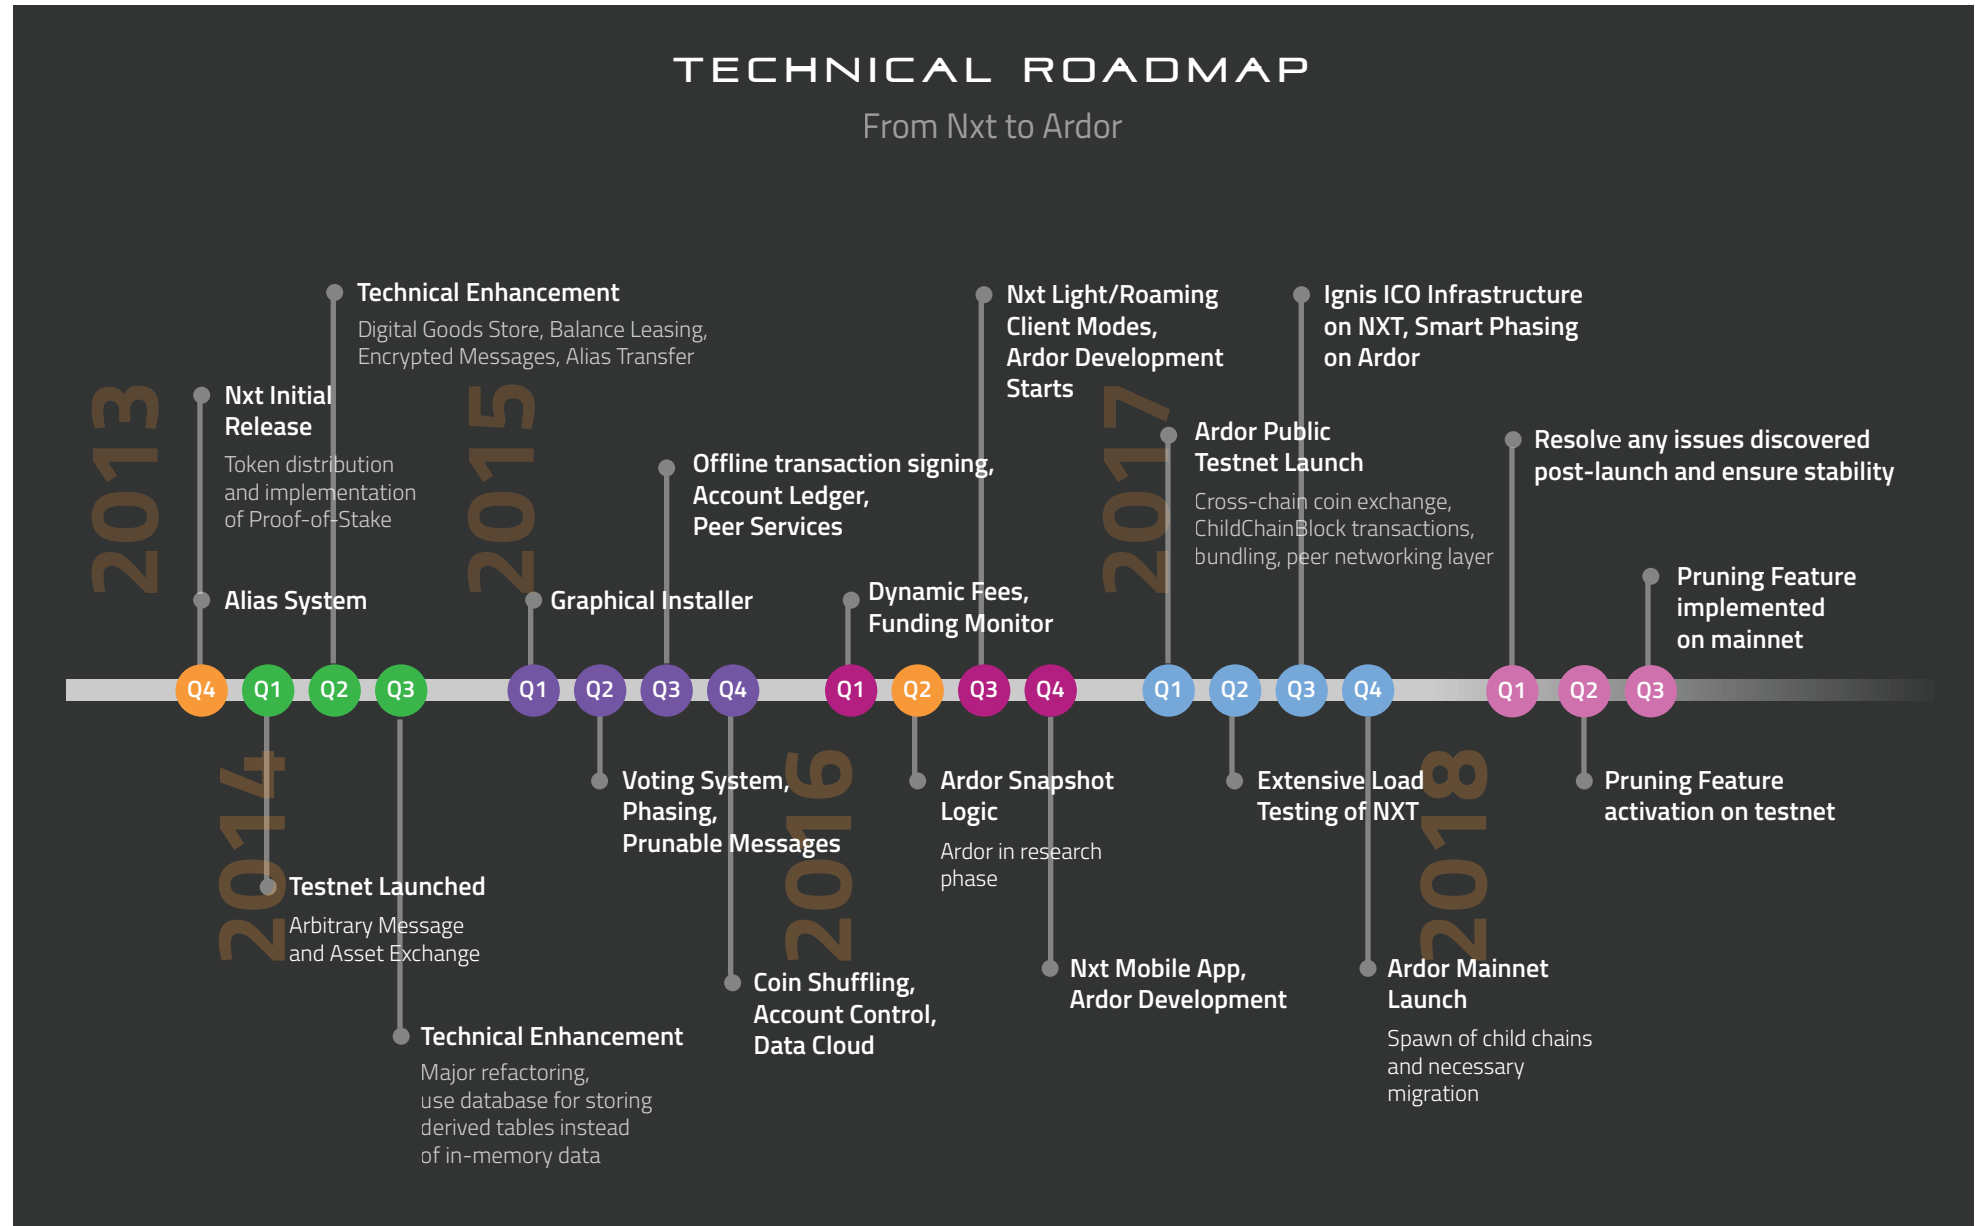 TECHNICAL ROADMAP
From Nxt to Ardor
2013
Nxt Initial
Release
Token distribution
and implementation
of Proof-of-Stake
Alias System
Q4
2014
Q1
Testnet Launched
Arbitrary Message
and Asset Exchange
Q2
Technical Enhancement
Digital Goods Store, Balance Leasing,
Encrypted Messages, Alias Transfer
Q3
Technical Enhancement
Major refactoring,
use database for storing
derived tables instead
of in-memory data
2015
Q1
Graphical Installer
Q2
Voting System,
Phasing,
Prunable Messages
Q3
Offline transaction signing,
Account Ledger,
Peer Services
Q4
Coin Shuffling,
Account Control,
Data Cloud
2016
Q1
Dynamic Fees,
Funding Monitor
Q2
Ardor Snapshot
Logic
Ardor in research
phase
Q3
Nxt Light/Roaming
Client Modes,
Ardor Development
Starts
Q4
Nxt Mobile App,
Ardor Development
2017
Q1
Ardor Public
Testnet Launch
Cross-chain coin exchange,
ChildChainBlock transactions,
bundling, peer networking layer
Q2
Extensive Load
Testing of NXT
Q3
Ignis ICO Infrastructure
on NXT, Smart Phasing
on Ardor
Q4
Ardor Mainnet
Launch
Spawn of child chains
and necessary
migration
2018
Q1
Resolve any issues discovered
post-launch and ensure stability
Q2
Pruning Feature
activation on testnet
Q3
Pruning Feature
implemented
on mainnet